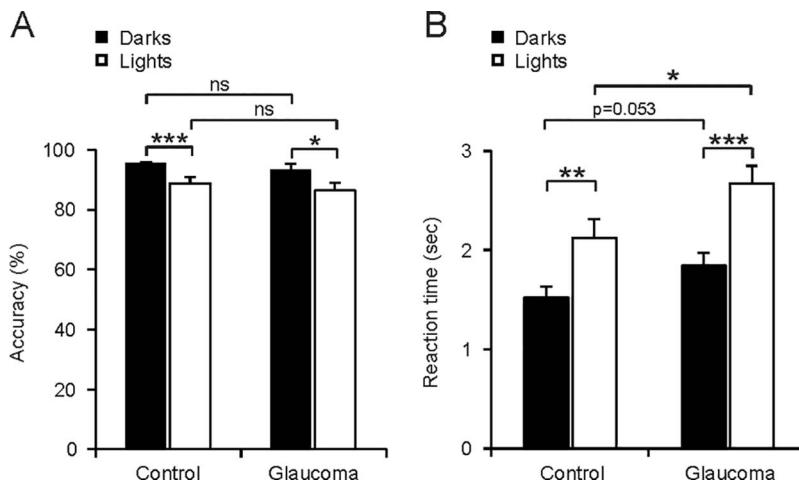 A
Darks
Lights
ns
ns
***
*
100
80
60
40
20
0
Accuracy (%)
Control
Glaucoma
B
Darks
Lights
*
p=0.053
***
**
3
2
1
0
Reaction time (sec)
Control
Glaucoma